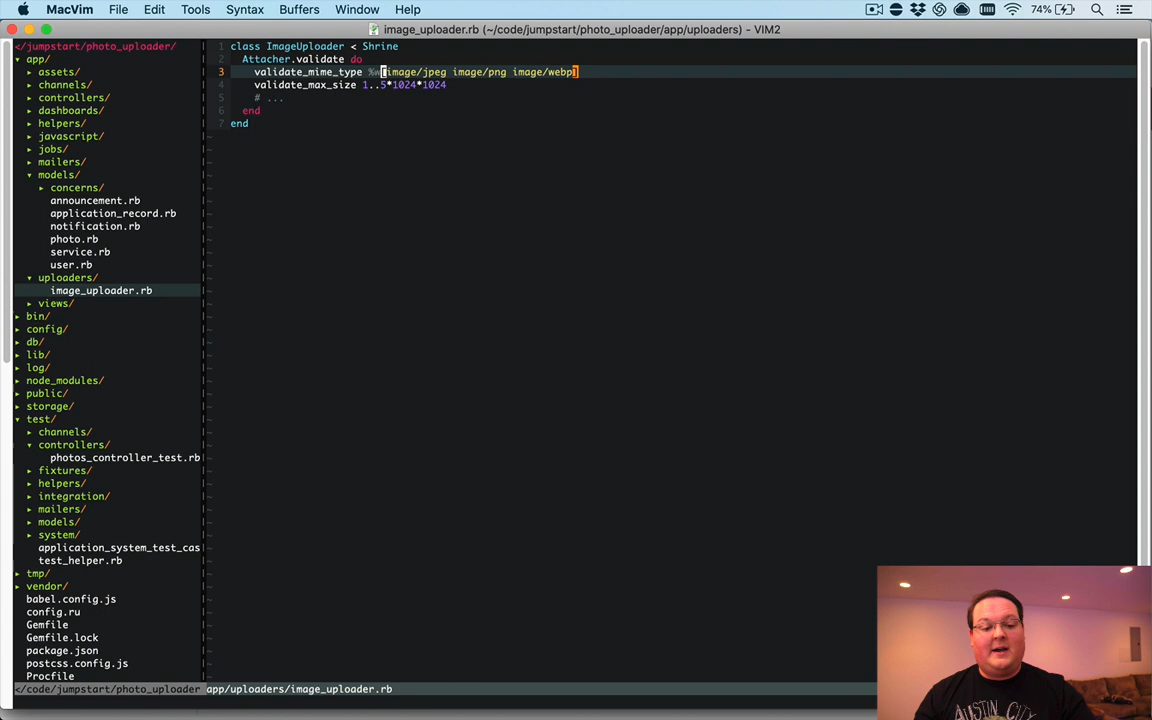 MacVim File Edit Tools Syntax Buffers Window Help
74%
image_uploader.rb (~/code/jumpstart/photo_uploader/app/uploaders) - VIM2
</jumpstart/photo_uploader/
▾ app/
▸ assets/
▸ channels/
▸ controllers/
▸ dashboards/
▸ helpers/
▸ javascript/
▸ jobs/
▸ mailers/
▾ models/
▸ concerns/
announcement.rb
application_record.rb
notification.rb
photo.rb
service.rb
user.rb
▾ uploaders/
image_uploader.rb
▸ views/
▸ bin/
▸ config/
▸ db/
▸ lib/
▸ log/
▸ node_modules/
▸ public/
▸ storage/
▾ test/
▸ channels/
▾ controllers/
photos_controller_test.rb
▸ fixtures/
▸ helpers/
▸ integration/
▸ mailers/
▸ models/
▸ system/
application_system_test_cas
test_helper.rb
▸ tmp/
▸ vendor/
babel.config.js
config.ru
Gemfile
Gemfile.lock
package.json
postcss.config.js
Procfile
</code/jumpstart/photo_uploader
1 class ImageUploader < Shrine
2 Attacher.validate do
3 validate_mime_type %w[image/jpeg image/png image/webp]
4 validate_max_size 1..5*1024*1024
5 # ...
6 end
7 end
app/uploaders/image_uploader.rb
AUSTIN CITY